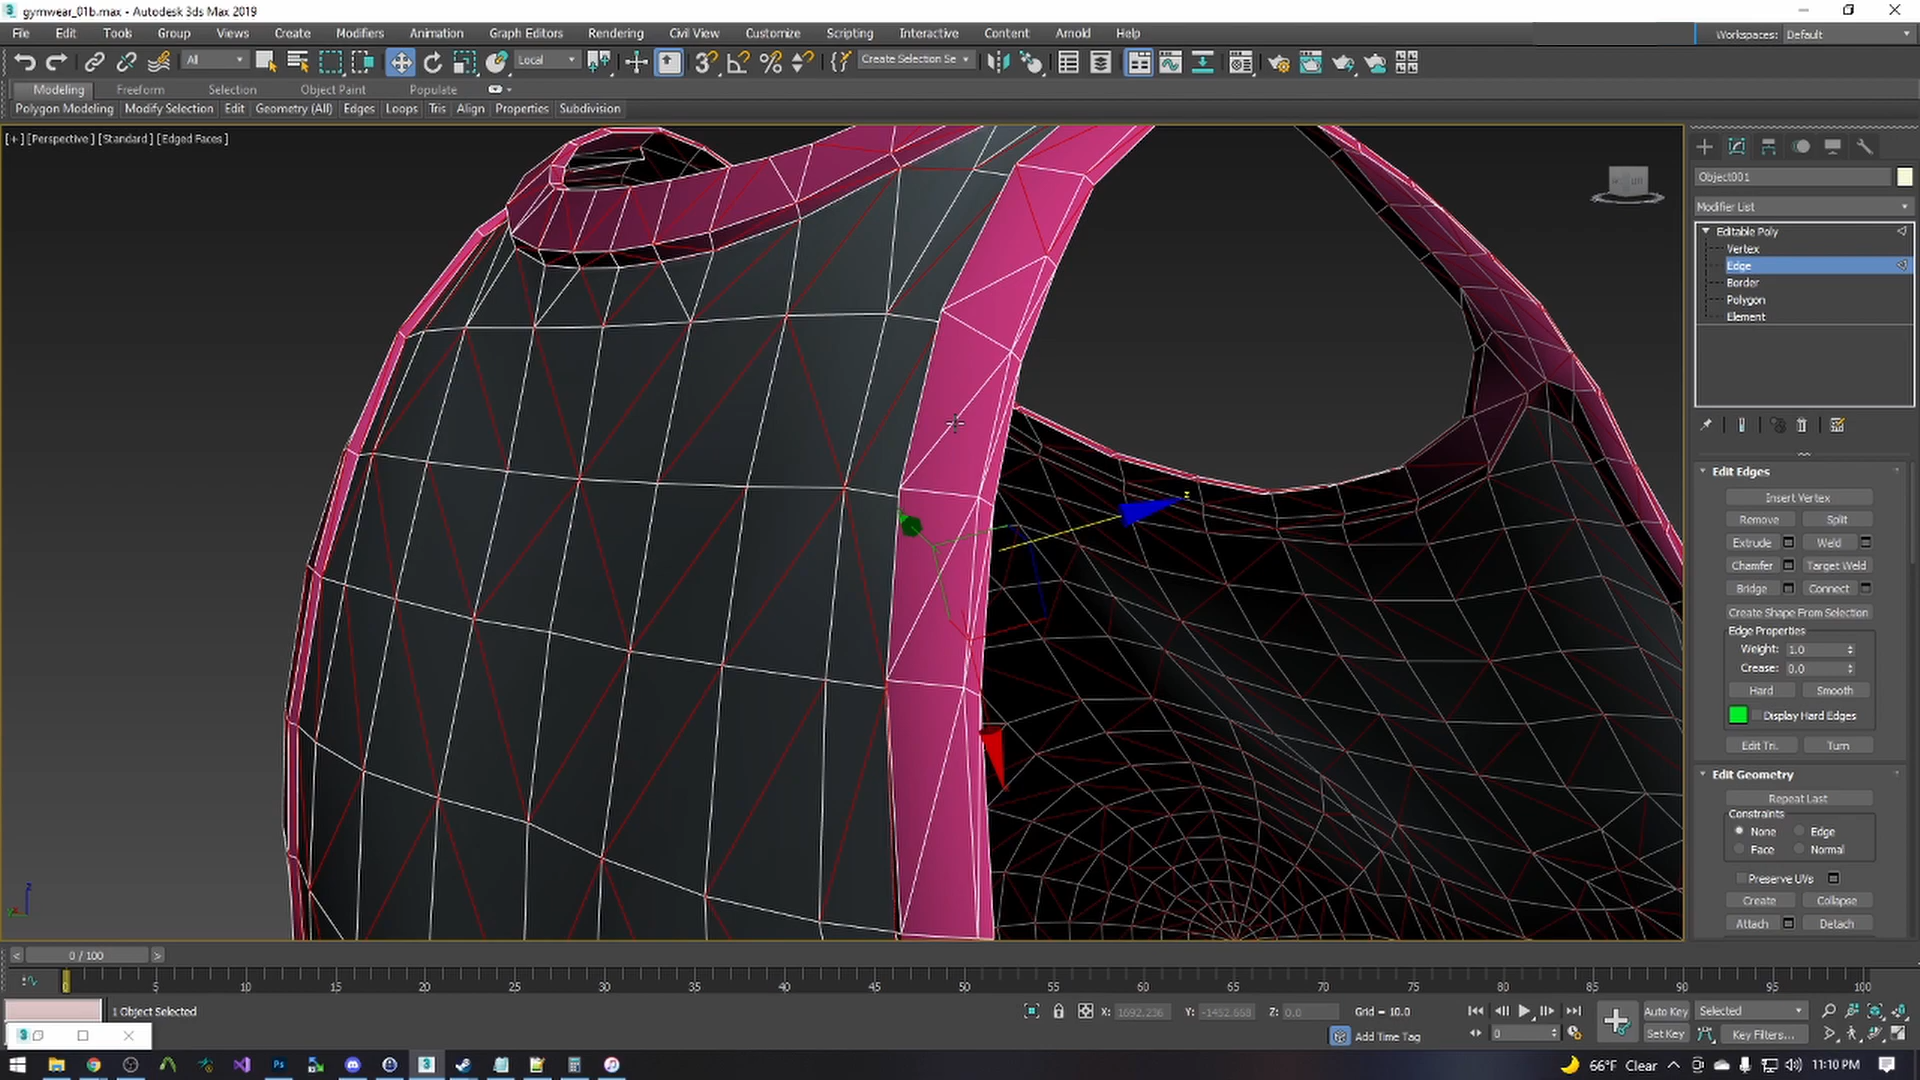 gymwear_01b.max - Autodesk 3ds Max 2019
File Edit Tools Group Views Create Modifiers Animation Graph Editors Rendering Civil View Customize Scripting Interactive Content Arnold Help
Workspaces: Default
All
Local
Create Selection Se
Modeling Freeform Selection Object Paint Populate
Polygon Modeling Modify Selection Edit Geometry (All) Edges Loops Tris Align Properties Subdivision
[+] [Perspective] [Standard] [Edged Faces]
Object001
Modifier List
Editable Poly
Vertex
Edge
Border
Polygon
Element
Edit Edges
Insert Vertex
Remove Split
Extrude Weld
Chamfer Target Weld
Bridge Connect
Create Shape From Selection
Edge Properties
Weight: 1.0
Crease: 0.0
Hard Smooth
Display Hard Edges
Edit Tri. Turn
Edit Geometry
Repeat Last
Constraints
None Edge
Face Normal
Preserve UVs
Create Collapse
Attach Detach
z
z
< 0 / 100 >
0 5 10 15 20 25 30 35 40 45 50 55 60 65 70 75 80 85 90 95 100
1 Object Selected
X: 1692.236 Y: -1452.668 Z: 0.0 Grid = 10.0
Auto Key Selected
Add Time Tag
0
Set Key Key Filters...
66°F Clear
11:10 PM